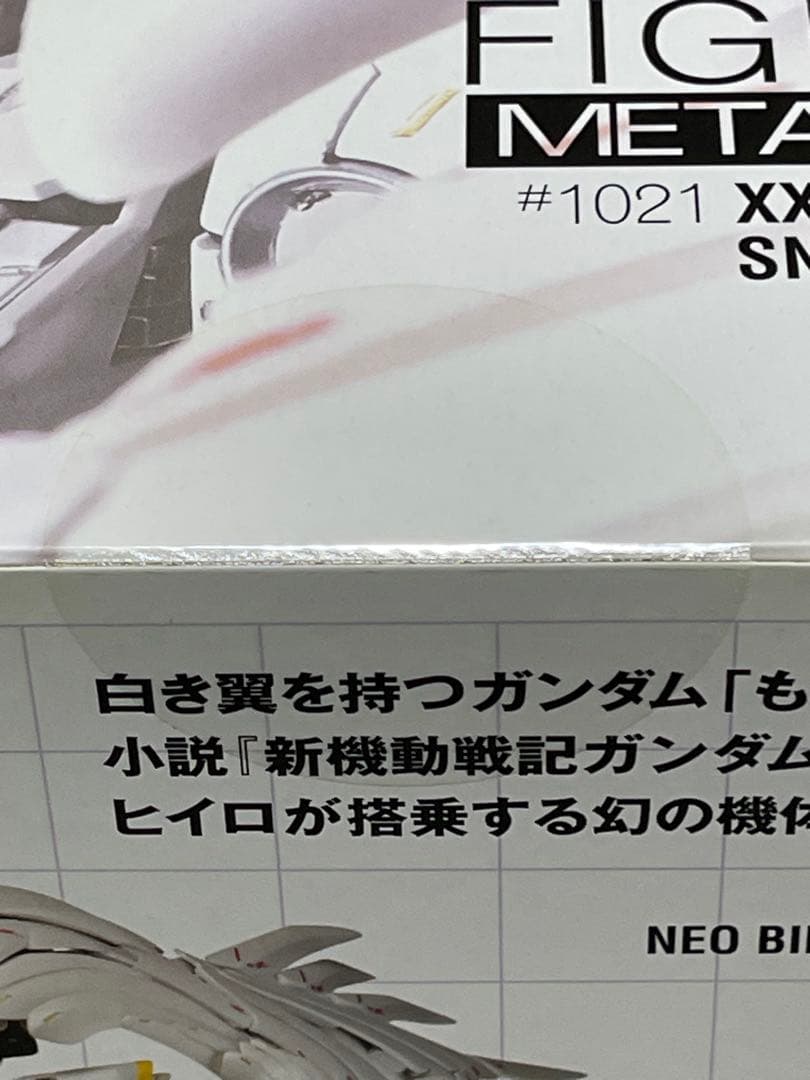 FIG
META
#1021 XX
SN
白き翼を持つガンダム「も
小説『新機動戦記ガンダム
ヒイロが搭乗する幻の機体
NEO BI